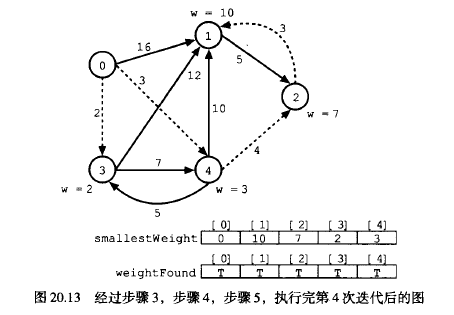 w = 10
1
16
3
0
5
12
3
2
2
w = 7
10
7
4
3
4
w = 2
w = 3
5
[ 0] [ 1] [ 2] [ 3] [ 4]
smallestWeight 0 10 7 2 3
[ 0] [ 1] [ 2] [ 3] [ 4]
weightFound T T T T T
图 20.13 经过步骤 3，步骤 4，步骤 5，执行完第 4 次迭代后的图